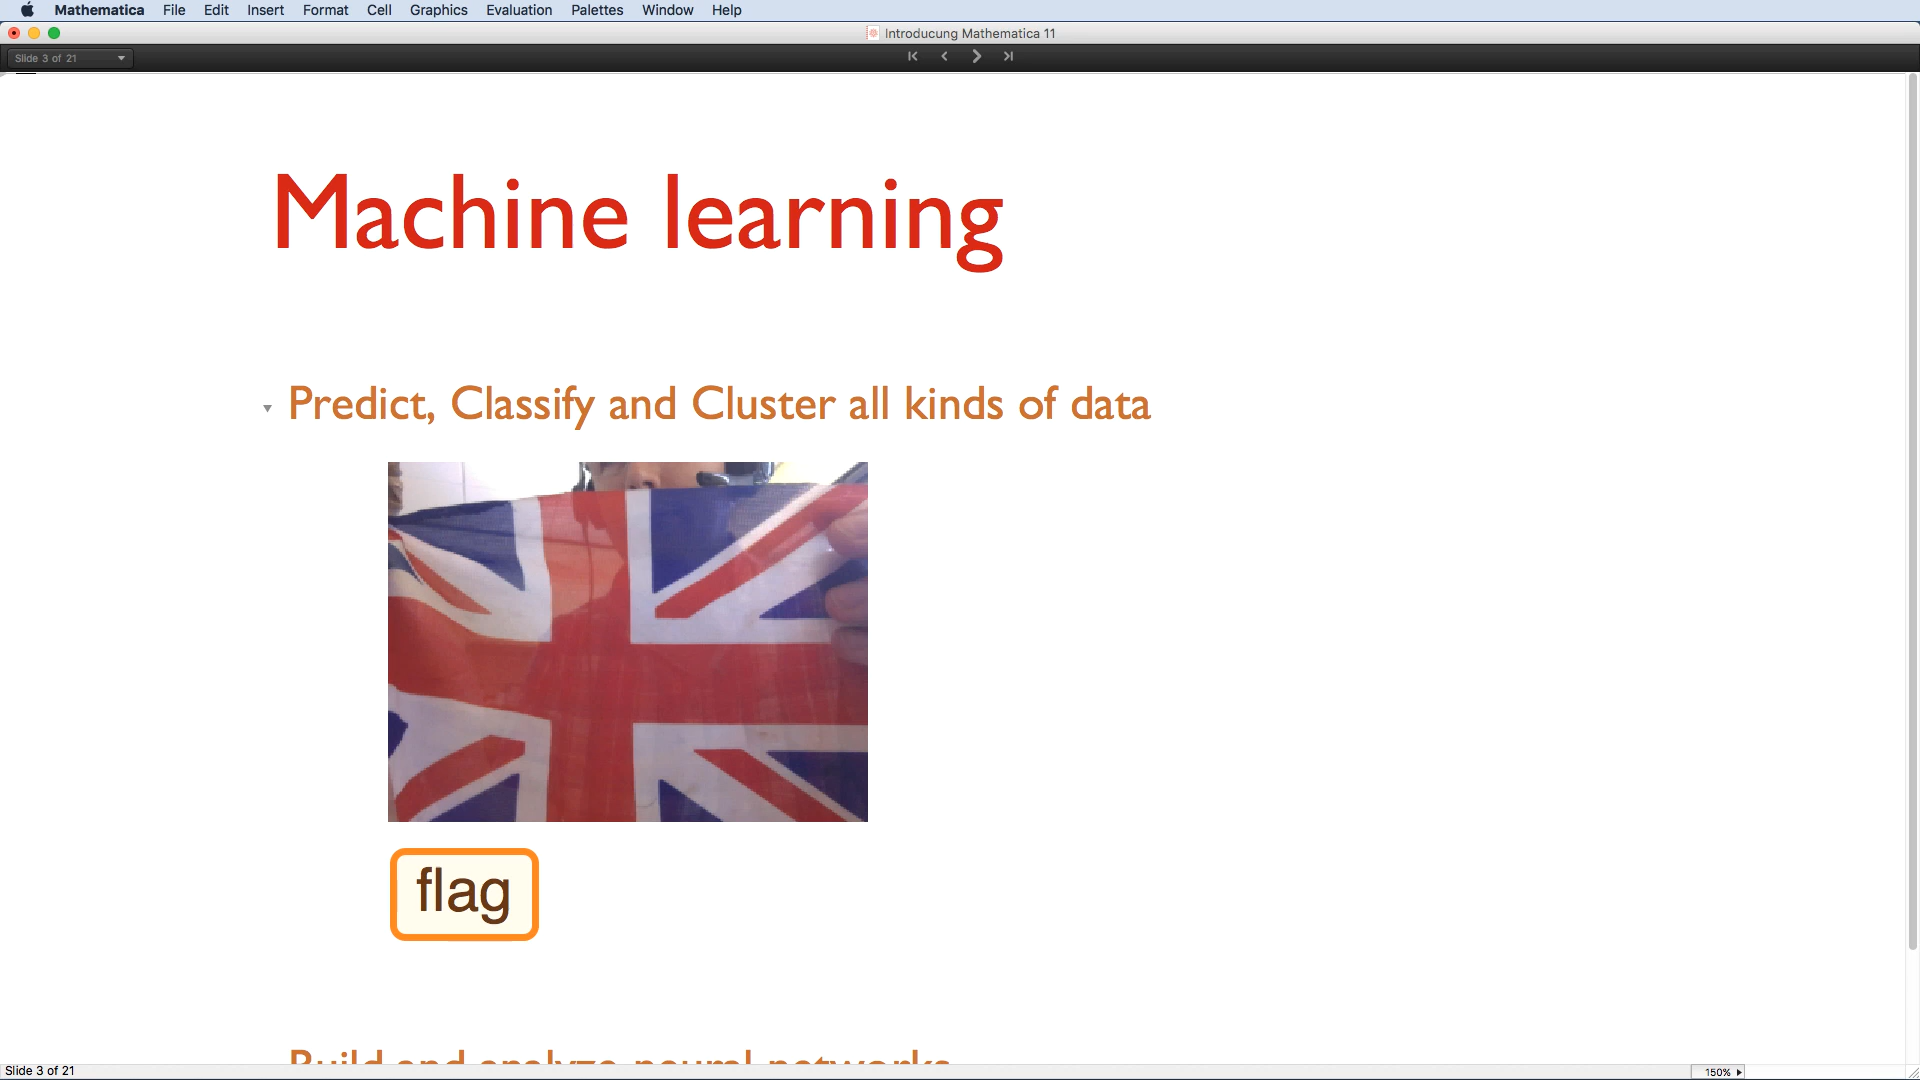 Mathematica File Edit Insert Format Cell Graphics Evaluation Palettes Window Help
Introducung Mathematica 11
Slide 3 of 21
Machine learning
Predict, Classify and Cluster all kinds of data
flag
Build and analyze neural networks
Slide 3 of 21
150%